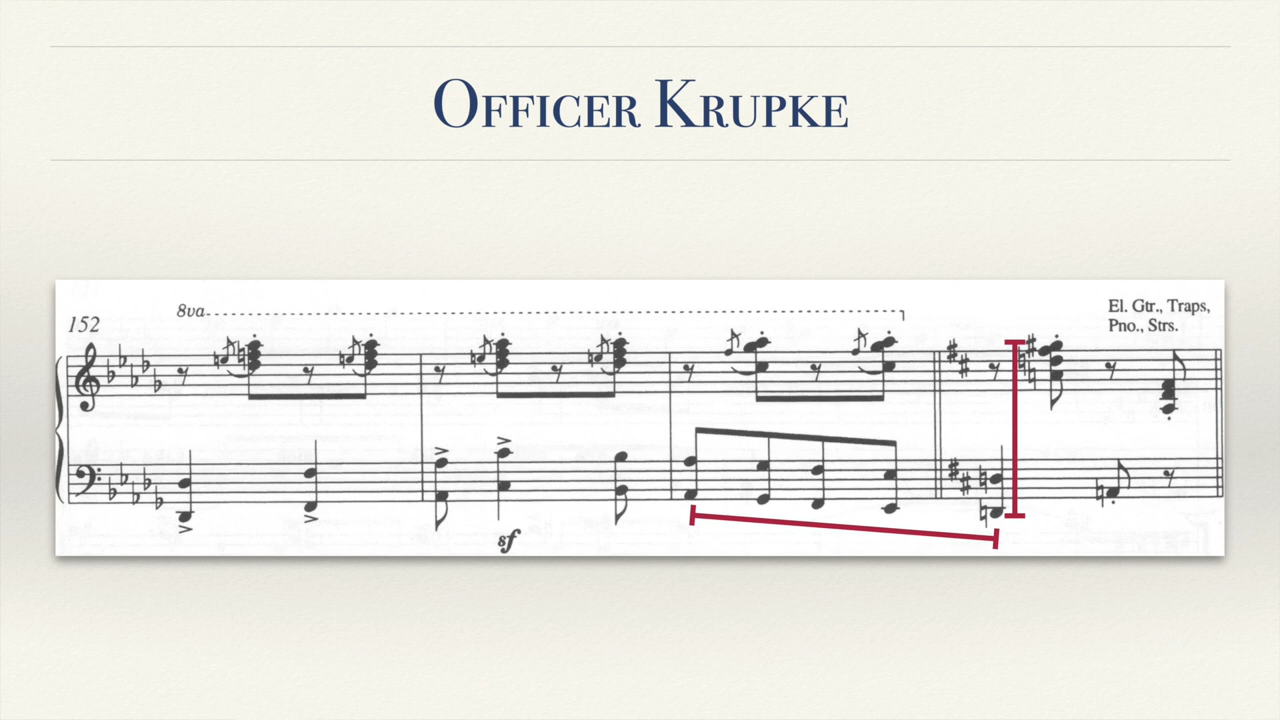 Officer Krupke
8va
El. Gtr., Traps,
Pno., Strs.
152
sf